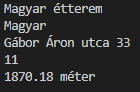 Magyar étterem
Magyar
Gábor Áron utca 33
11
1870.18 méter